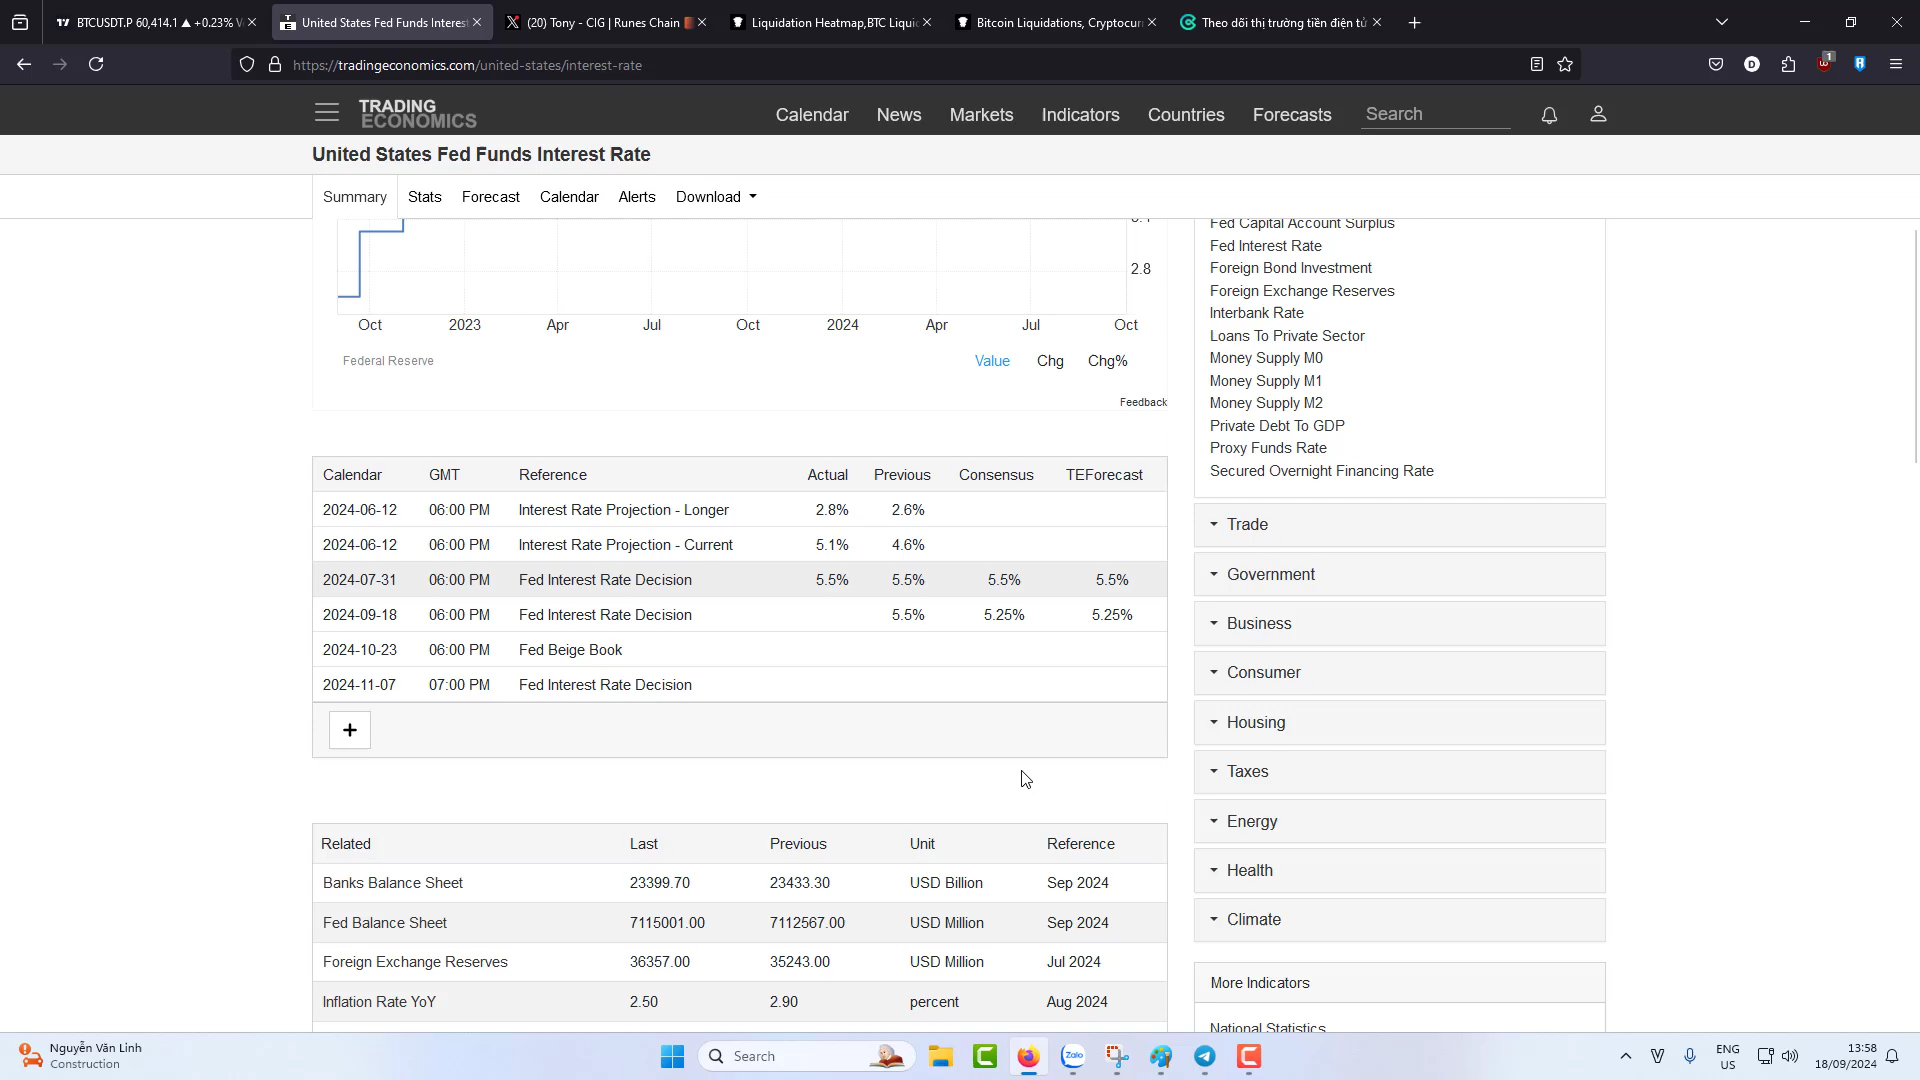 BTCUSDT.P 60,414.1 ▲ +0.23%
United States Fed Funds Interest
(20) Tony - CIG | Runes Chain
Liquidation Heatmap,BTC Liqui
Bitcoin Liquidations, Cryptocur
Theo dõi thị trường tiền điện tử
https://tradingeconomics.com/united-states/interest-rate
1
TRADING
ECONOMICS
Calendar News Markets Indicators Countries Forecasts Search
United States Fed Funds Interest Rate
Summary Stats Forecast Calendar Alerts Download
2.8
Oct 2023 Apr Jul Oct 2024 Apr Jul Oct
Federal Reserve Value Chg Chg%
Feedback
Calendar GMT Reference Actual Previous Consensus TEForecast
2024-06-12 06:00 PM Interest Rate Projection - Longer 2.8% 2.6%
2024-06-12 06:00 PM Interest Rate Projection - Current 5.1% 4.6%
2024-07-31 06:00 PM Fed Interest Rate Decision 5.5% 5.5% 5.5% 5.5%
2024-09-18 06:00 PM Fed Interest Rate Decision 5.5% 5.25% 5.25%
2024-10-23 06:00 PM Fed Beige Book
2024-11-07 07:00 PM Fed Interest Rate Decision
+
Related Last Previous Unit Reference
Banks Balance Sheet 23399.70 23433.30 USD Billion Sep 2024
Fed Balance Sheet 7115001.00 7112567.00 USD Million Sep 2024
Foreign Exchange Reserves 36357.00 35243.00 USD Million Jul 2024
Inflation Rate YoY 2.50 2.90 percent Aug 2024
Fed Capital Account Surplus
Fed Interest Rate
Foreign Bond Investment
Foreign Exchange Reserves
Interbank Rate
Loans To Private Sector
Money Supply M0
Money Supply M1
Money Supply M2
Private Debt To GDP
Proxy Funds Rate
Secured Overnight Financing Rate
Trade
Government
Business
Consumer
Housing
Taxes
Energy
Health
Climate
More Indicators
National Statistics
Nguyễn Văn Linh
Construction
Search
Zalo
ENG
US
13:58
18/09/2024